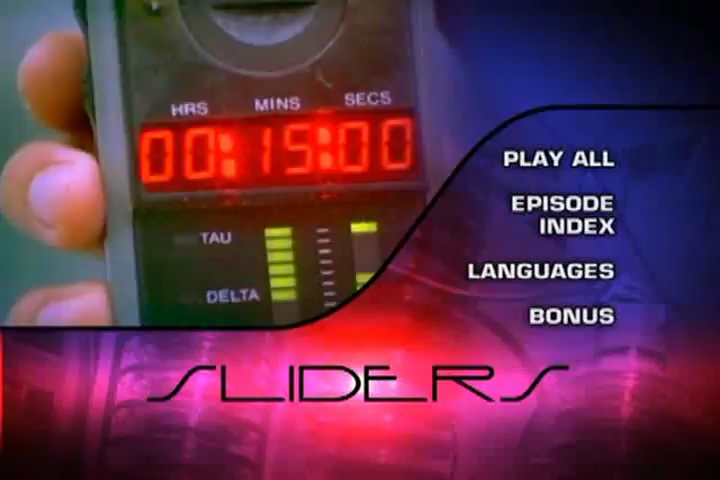 HRS MINS SECS
00:15:00
TAU
DELTA
PLAY ALL
EPISODE
INDEX
LANGUAGES
BONUS
SLIDERS